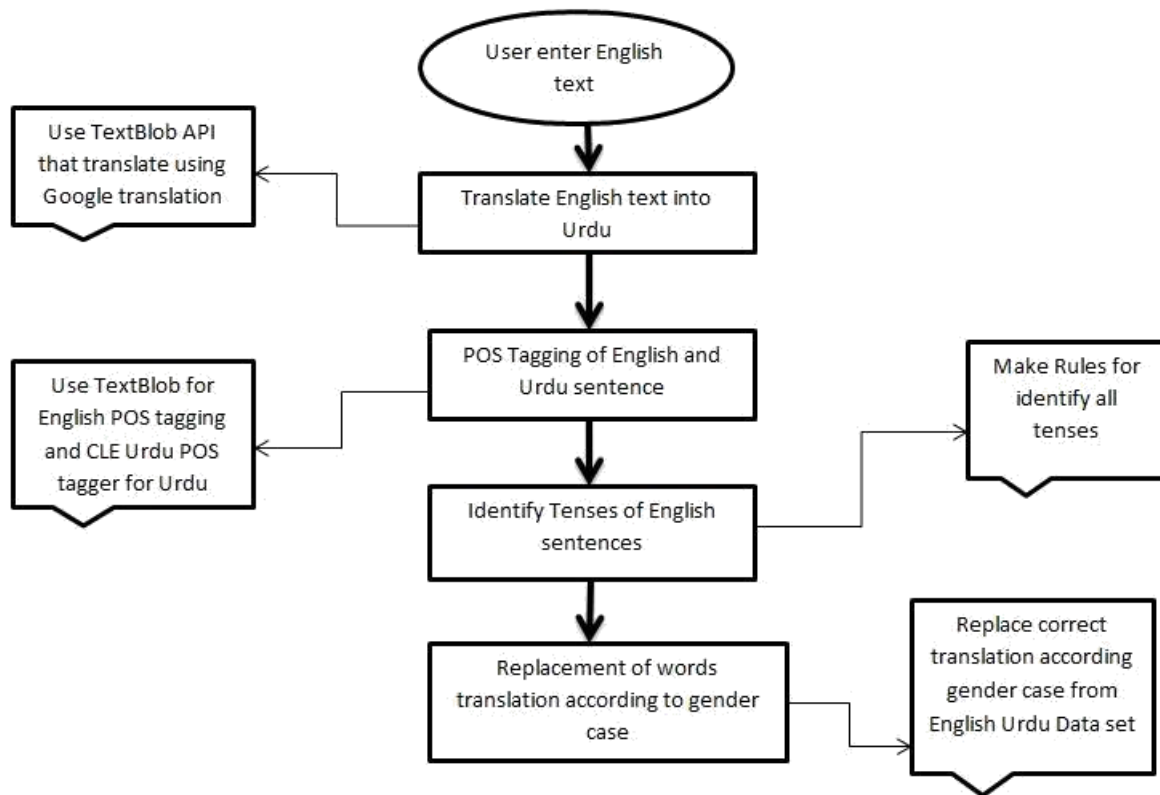 User enter English
text
Use TextBlob API
that translate using
Google translation
Translate English text into
Urdu
POS Tagging of English and
Urdu sentence
Use TextBlob for
English POS tagging
and CLE Urdu POS
tagger for Urdu
Make Rules for
identify all
tenses
Identify Tenses of English
sentences
Replacement of words
translation according to gender
case
Replace correct
translation according
gender case from
English Urdu Data set